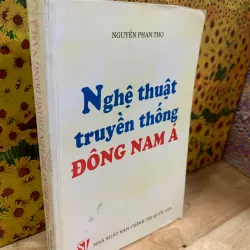 NGUYỄN PHAN THỌ
Nghệ thuật
truyền thống
ĐÔNG NAM Á
NHÀ XUẤT BẢN CHÍNH TRỊ QUỐC GIA